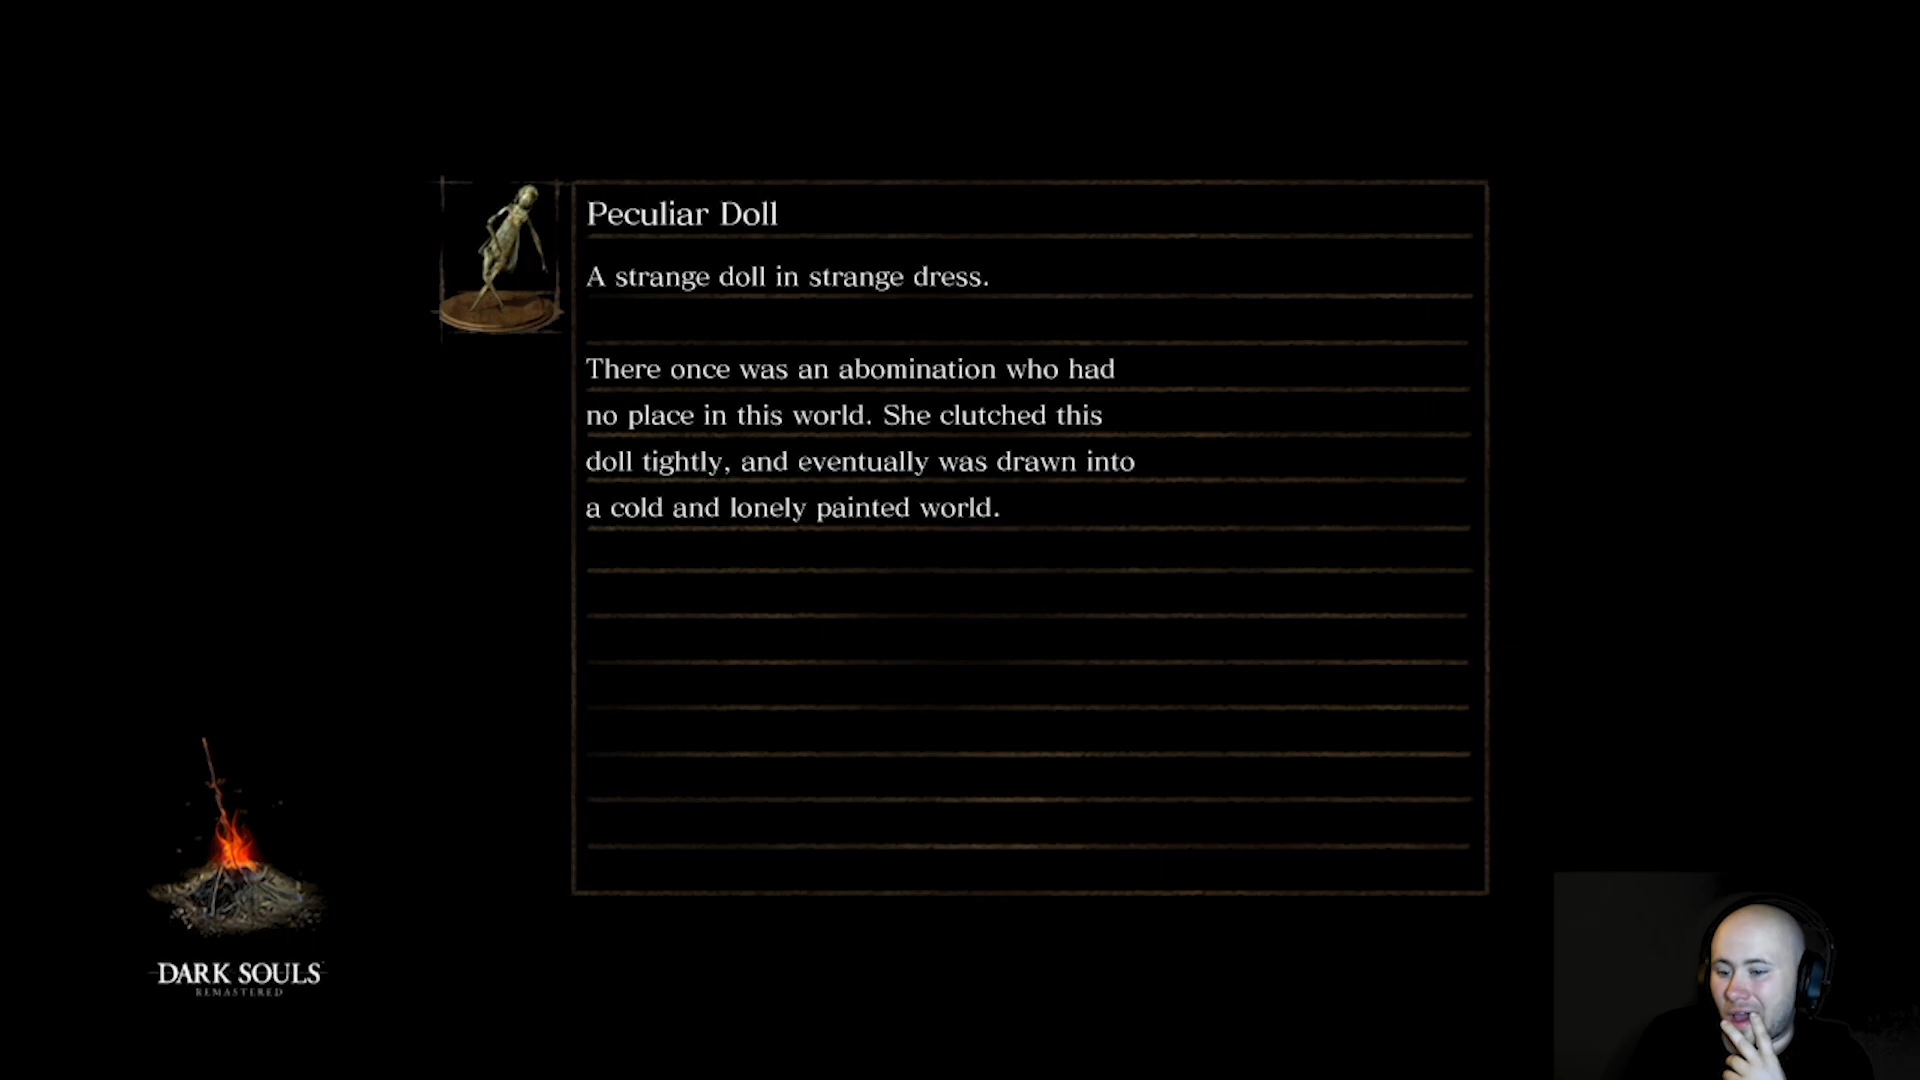 Peculiar Doll
A strange doll in strange dress.
There once was an abomination who had
no place in this world. She clutched this
doll tightly, and eventually was drawn into
a cold and lonely painted world.
DARK SOULS
REMASTERED